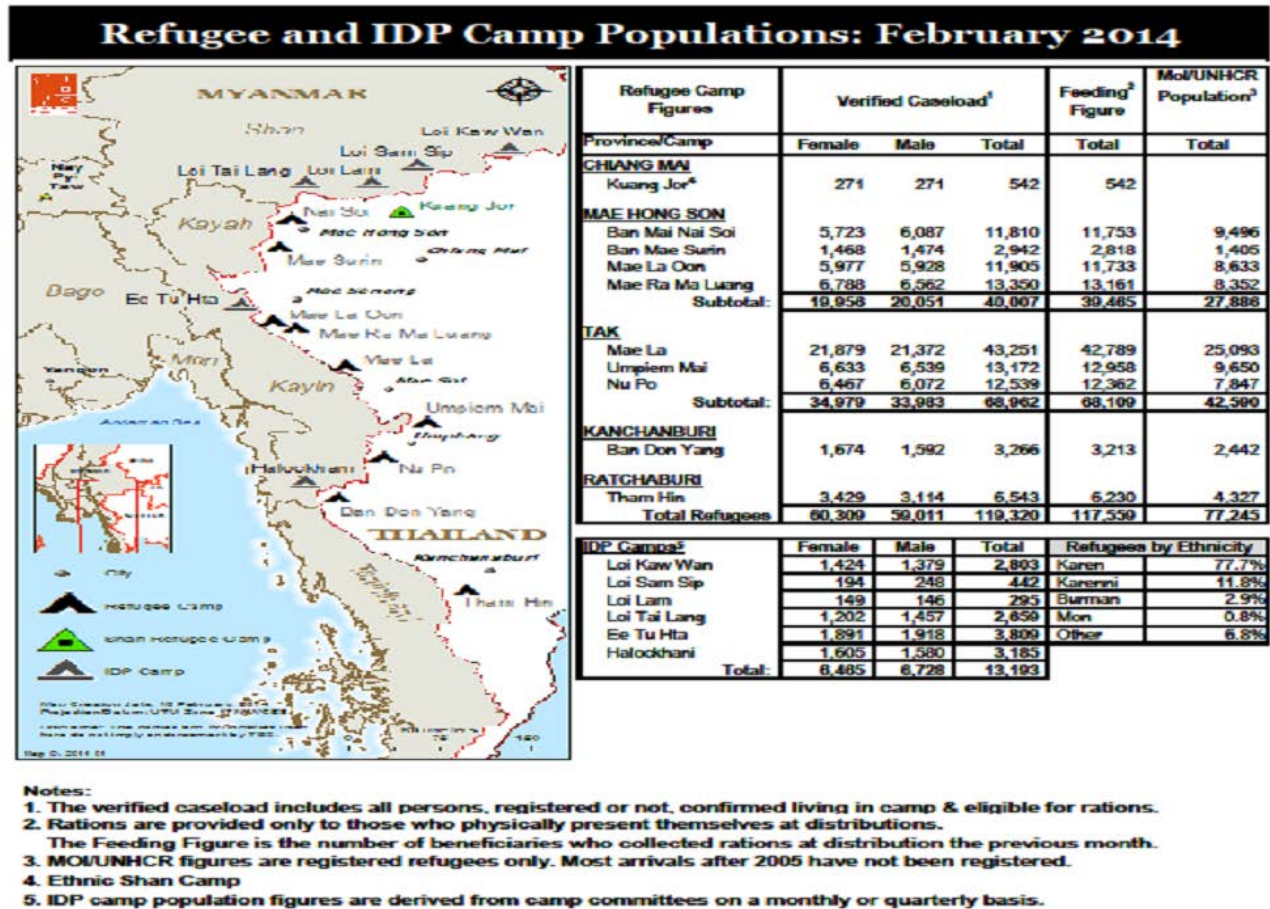 Refugee and IDP Camp Populations: February 2014
MYANMAR
Shan
Loi Kaw Wan
Loi Sam Sip
Loi Tai Lang Loi Lam
Nay
Pyi
Taw
Kayah
Nai Soi
Kuang Jor
Mae Hong Son
Chiang Mai
Mae Surin
Bago
Ee Tu Hta
Mae Sariang
Mae La Oon
Mae Ra Ma Luang
Mon
Mae La
Yangon
Kayin
Mae Sot
Umpiem Mai
Andaman Sea
Umphang
Halockhani
Nu Po
Ban Don Yang
THAILAND
Kanchanaburi
Tham Hin
City
Refugee Camp
Shan Refugee Camp
IDP Camp
Refugee Camp Figures Verified Caseload1 Feeding2 Figure MoI/UNHCR Population3
Province/Camp Female Male Total Total Total
CHIANG MAI
Kuang Jor4 271 271 542 542
MAE HONG SON
Ban Mai Nai Soi 5,723 6,087 11,810 11,753 9,496
Ban Mae Surin 1,468 1,474 2,942 2,818 1,405
Mae La Oon 5,977 5,928 11,905 11,733 8,633
Mae Ra Ma Luang 6,788 6,562 13,350 13,161 8,352
Subtotal: 19,956 20,051 40,007 39,465 27,886
TAK
Mae La 21,879 21,372 43,251 42,789 25,093
Umpiem Mai 6,633 6,539 13,172 12,958 9,650
Nu Po 6,467 6,072 12,539 12,362 7,847
Subtotal: 34,979 33,983 68,962 68,109 42,590
KANCHANBURI
Ban Don Yang 1,674 1,592 3,266 3,213 2,442
RATCHABURI
Tham Hin 3,429 3,114 6,543 6,230 4,327
Total Refugees 60,309 59,011 119,320 117,559 77,245
IDP Camps5 Female Male Total Refugees by Ethnicity
Loi Kaw Wan 1,424 1,379 2,803 Karen 77.7%
Loi Sam Sip 194 248 442 Karenni 11.8%
Loi Lam 149 146 295 Burman 2.9%
Loi Tai Lang 1,202 1,457 2,659 Mon 0.8%
Ee Tu Hta 1,891 1,918 3,809 Other 6.8%
Halockhani 1,605 1,580 3,185
Total: 6,465 6,728 13,193
Notes:
1. The verified caseload includes all persons, registered or not, confirmed living in camp & eligible for rations.
2. Rations are provided only to those who physically present themselves at distributions.
The Feeding Figure is the number of beneficiaries who collected rations at distribution the previous month.
3. MOI/UNHCR figures are registered refugees only. Most arrivals after 2005 have not been registered.
4. Ethnic Shan Camp
5. IDP camp population figures are derived from camp committees on a monthly or quarterly basis.